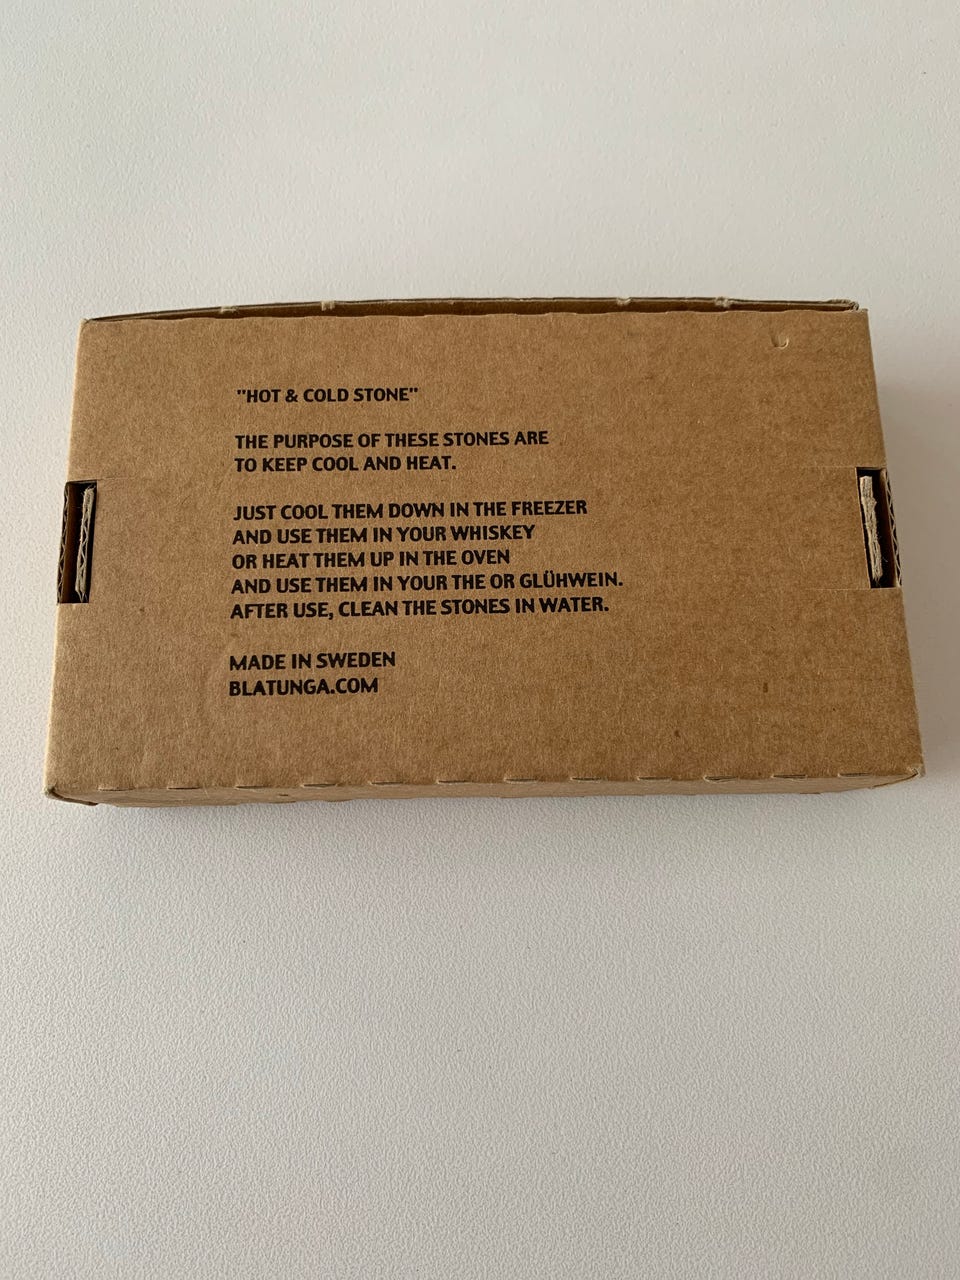 "HOT & COLD STONE"
THE PURPOSE OF THESE STONES ARE
TO KEEP COOL AND HEAT.
JUST COOL THEM DOWN IN THE FREEZER
AND USE THEM IN YOUR WHISKEY
OR HEAT THEM UP IN THE OVEN
AND USE THEM IN YOUR THE OR GLÜHWEIN.
AFTER USE, CLEAN THE STONES IN WATER.
MADE IN SWEDEN
BLATUNGA.COM